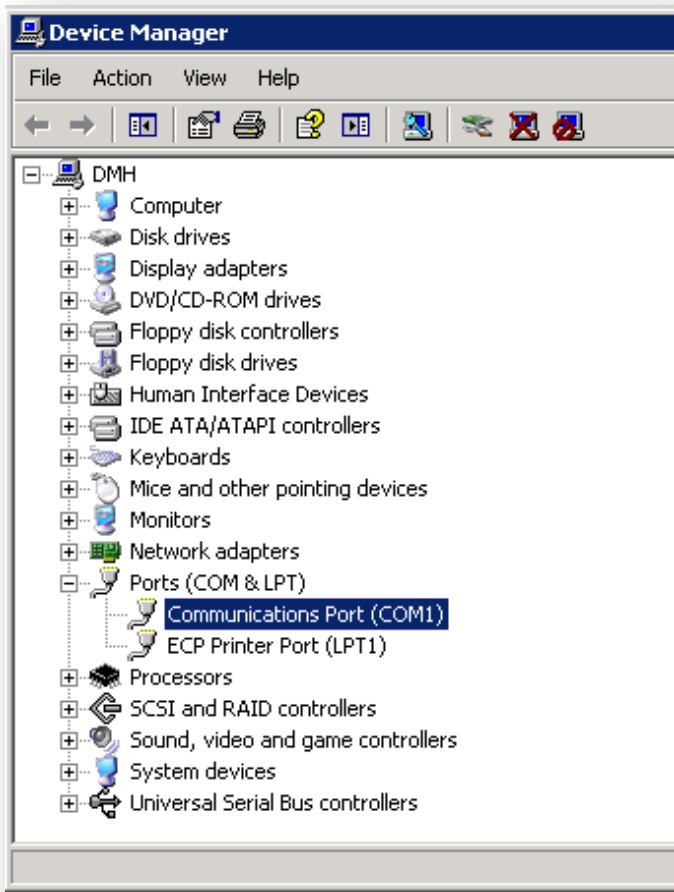 Device Manager
File Action View Help
DMH
Computer
Disk drives
Display adapters
DVD/CD-ROM drives
Floppy disk controllers
Floppy disk drives
Human Interface Devices
IDE ATA/ATAPI controllers
Keyboards
Mice and other pointing devices
Monitors
Network adapters
Ports (COM & LPT)
Communications Port (COM1)
ECP Printer Port (LPT1)
Processors
SCSI and RAID controllers
Sound, video and game controllers
System devices
Universal Serial Bus controllers